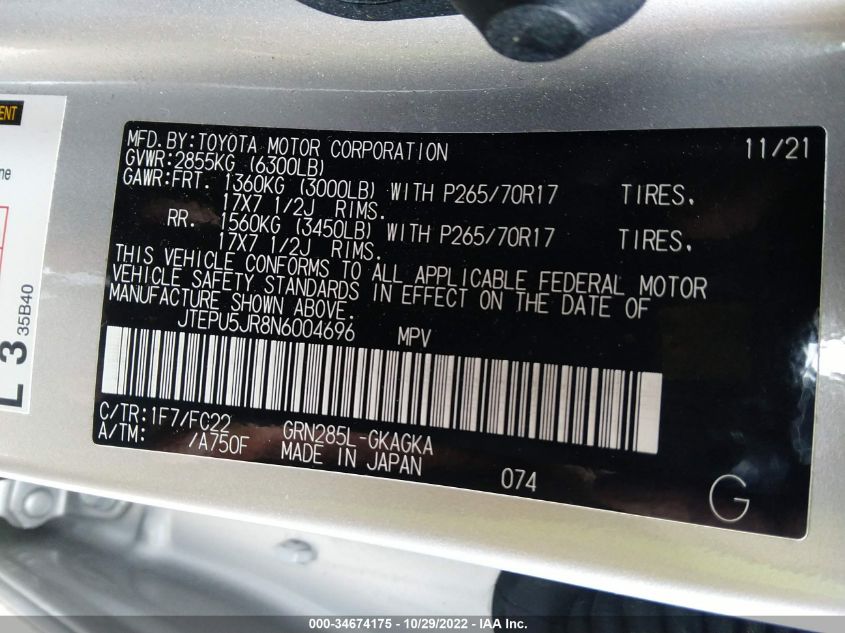 ENT
ne
L 3 35B40
MFD.BY:TOYOTA MOTOR CORPORATION 11/21
GVWR:2855KG (6300LB)
GAWR:FRT. 1360KG (3000LB) WITH P265/70R17 TIRES,
17X7 1/2J RIMS.
RR. 1560KG (3450LB) WITH P265/70R17 TIRES,
17X7 1/2J RIMS.
THIS VEHICLE CONFORMS TO ALL APPLICABLE FEDERAL MOTOR
VEHICLE SAFETY STANDARDS IN EFFECT ON THE DATE OF
MANUFACTURE SHOWN ABOVE.
JTEPU5JR8N6004696 MPV
C/TR:1F7/FC22 GRN285L-GKAGKA
A/TM: /A750F MADE IN JAPAN 074
G
000-34674175 - 10/29/2022 - IAA Inc.